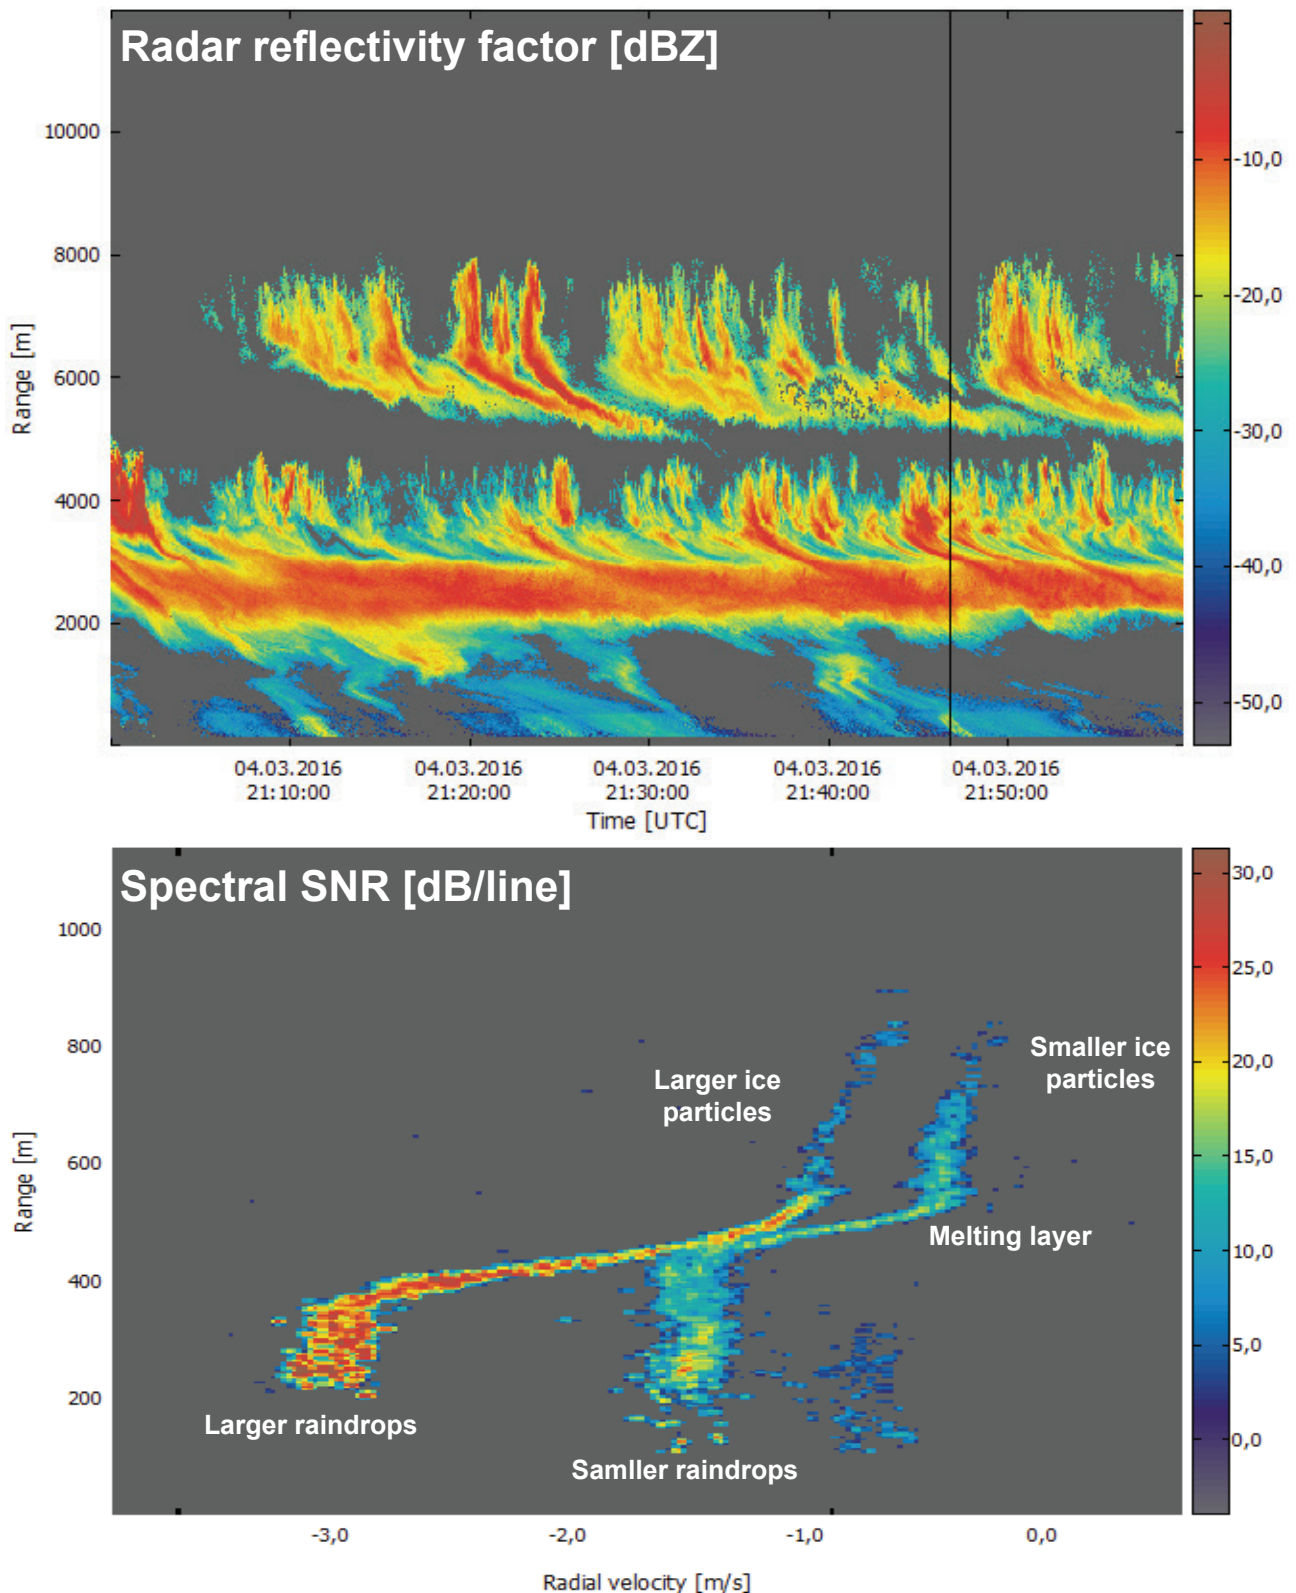 Radar reflectivity factor [dBZ]
10000
8000
6000
4000
2000
Range [m]
-10,0
-20,0
-30,0
-40,0
-50,0
04.03.2016 04.03.2016 04.03.2016 04.03.2016 04.03.2016
21:10:00 21:20:00 21:30:00 21:40:00 21:50:00
Time [UTC]
Spectral SNR [dB/line]
1000
800
600
400
200
Range [m]
30,0
25,0
20,0
15,0
10,0
5,0
0,0
Smaller ice
particles
Larger ice
particles
Melting layer
Larger raindrops
Samller raindrops
-3,0 -2,0 -1,0 0,0
Radial velocity [m/s]